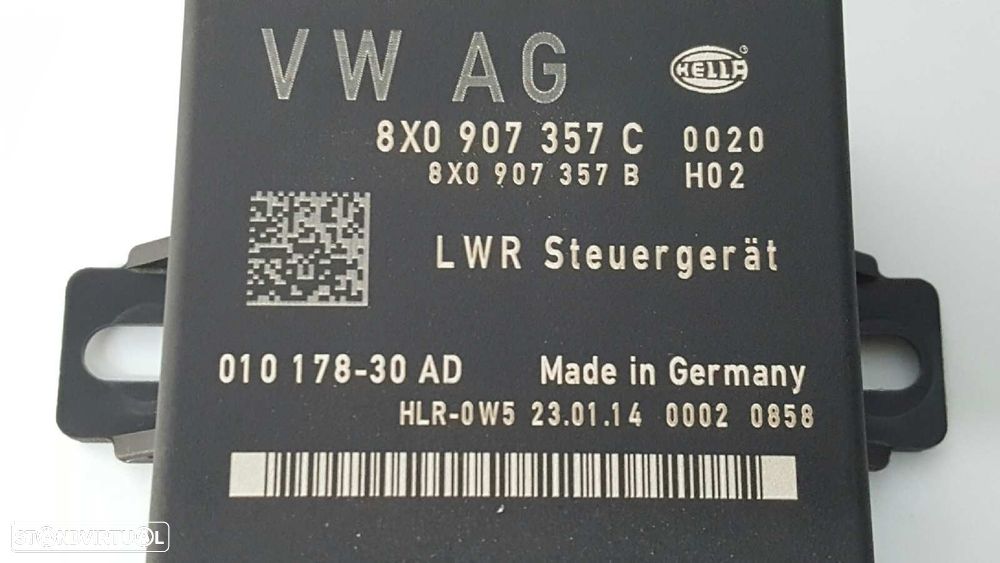 VW AG
HELLA
8X0 907 357 C 0020
8X0 907 357 B H02
LWR Steuergerät
010 178-30 AD Made in Germany
HLR-0W5 23.01.14 0002 0858
STANDVIRTUAL